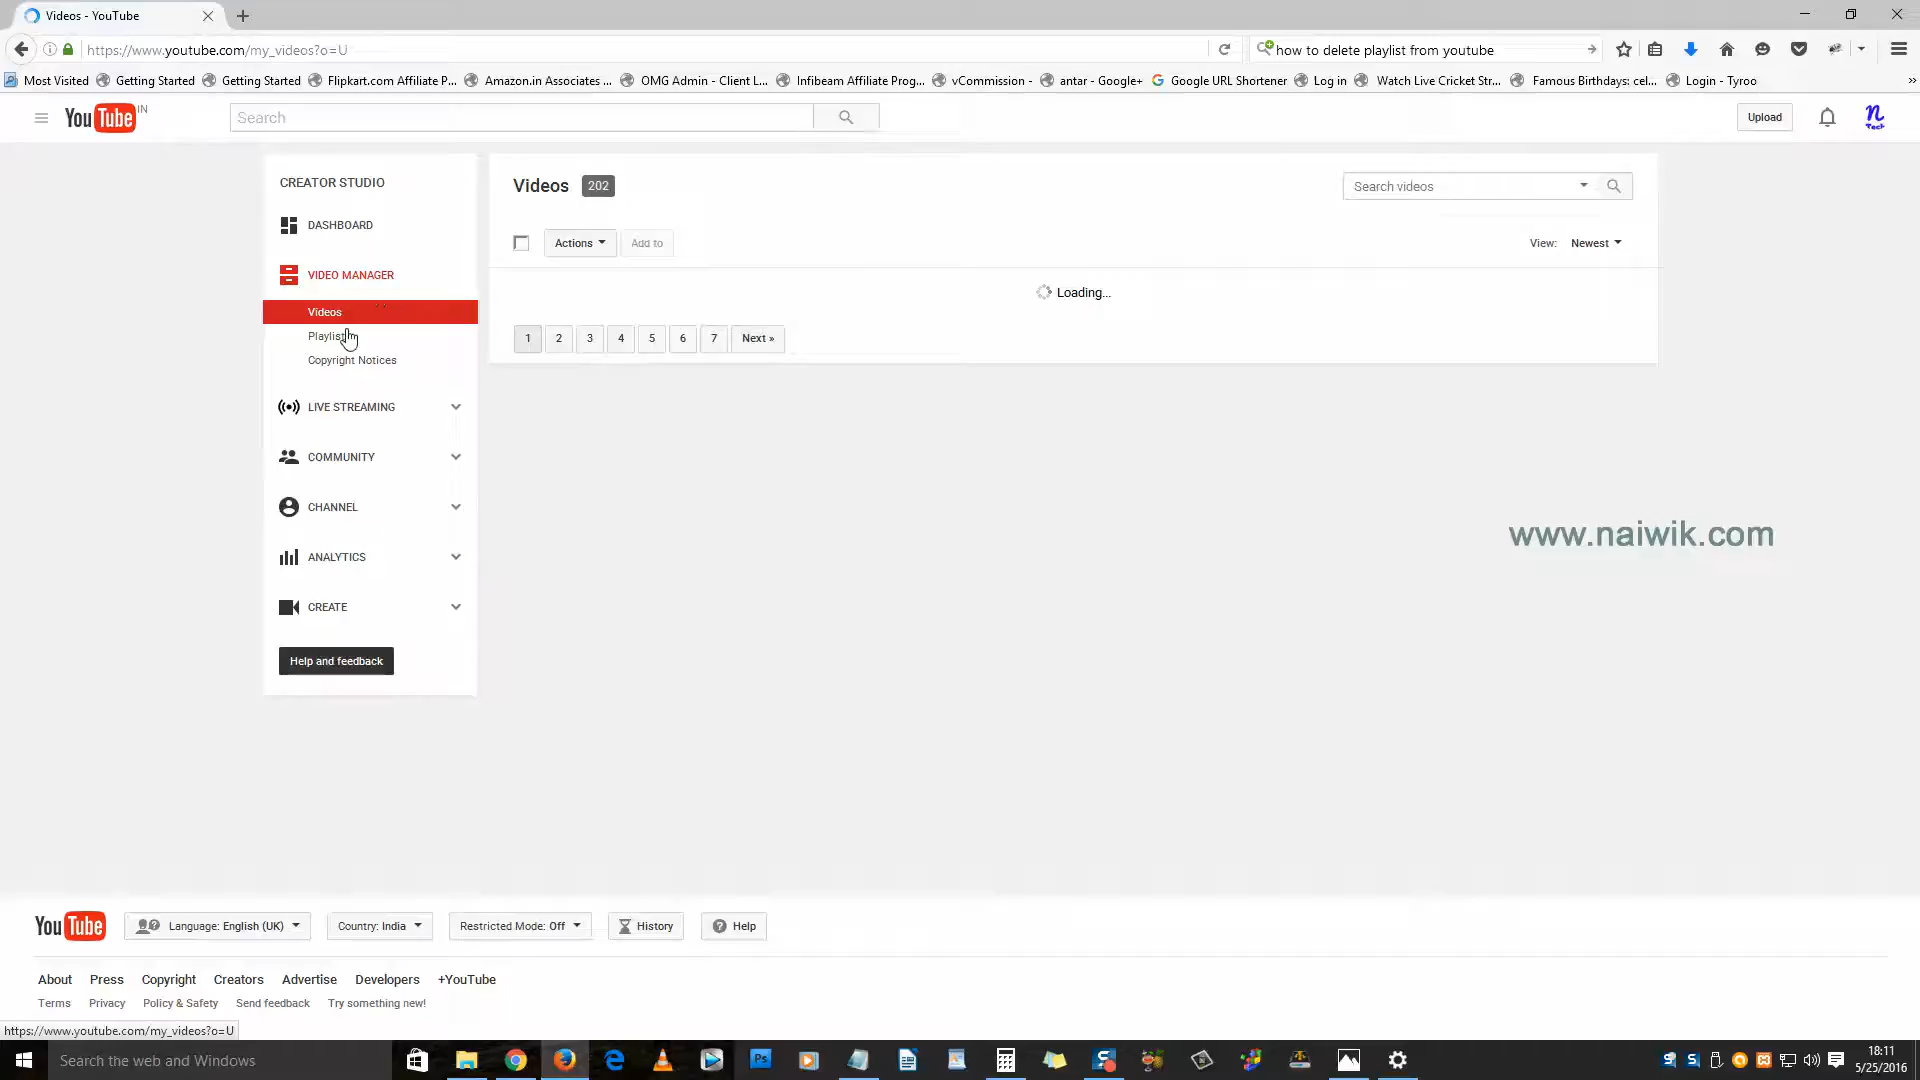 Videos - YouTube
https://www.youtube.com/my_videos?o=U
how to delete playlist from youtube
Most Visited Getting Started Getting Started Flipkart.com Affiliate P... Amazon.in Associates ... OMG Admin - Client L... Infibeam Affiliate Prog... vCommission - antar - Google+ Google URL Shortener Log in Watch Live Cricket Str... Famous Birthdays: cel... Login - Tyroo
YouTube IN
Search
Upload
n Tech
CREATOR STUDIO
DASHBOARD
VIDEO MANAGER
Videos
Copyright Notices
LIVE STREAMING
COMMUNITY
CHANNEL
ANALYTICS
CREATE
Help and feedback
Videos 202
Search videos
Actions Add to
View: Newest
Loading...
1 2 3 4 5 6 7 Next »
www.naiwik.com
YouTube Language: English (UK) Country: India Restricted Mode: Off History Help
About Press Copyright Creators Advertise Developers +YouTube
Terms Privacy Policy & Safety Send feedback Try something new!
https://www.youtube.com/my_videos?o=U
Search the web and Windows
Ps
18:11
5/25/2016